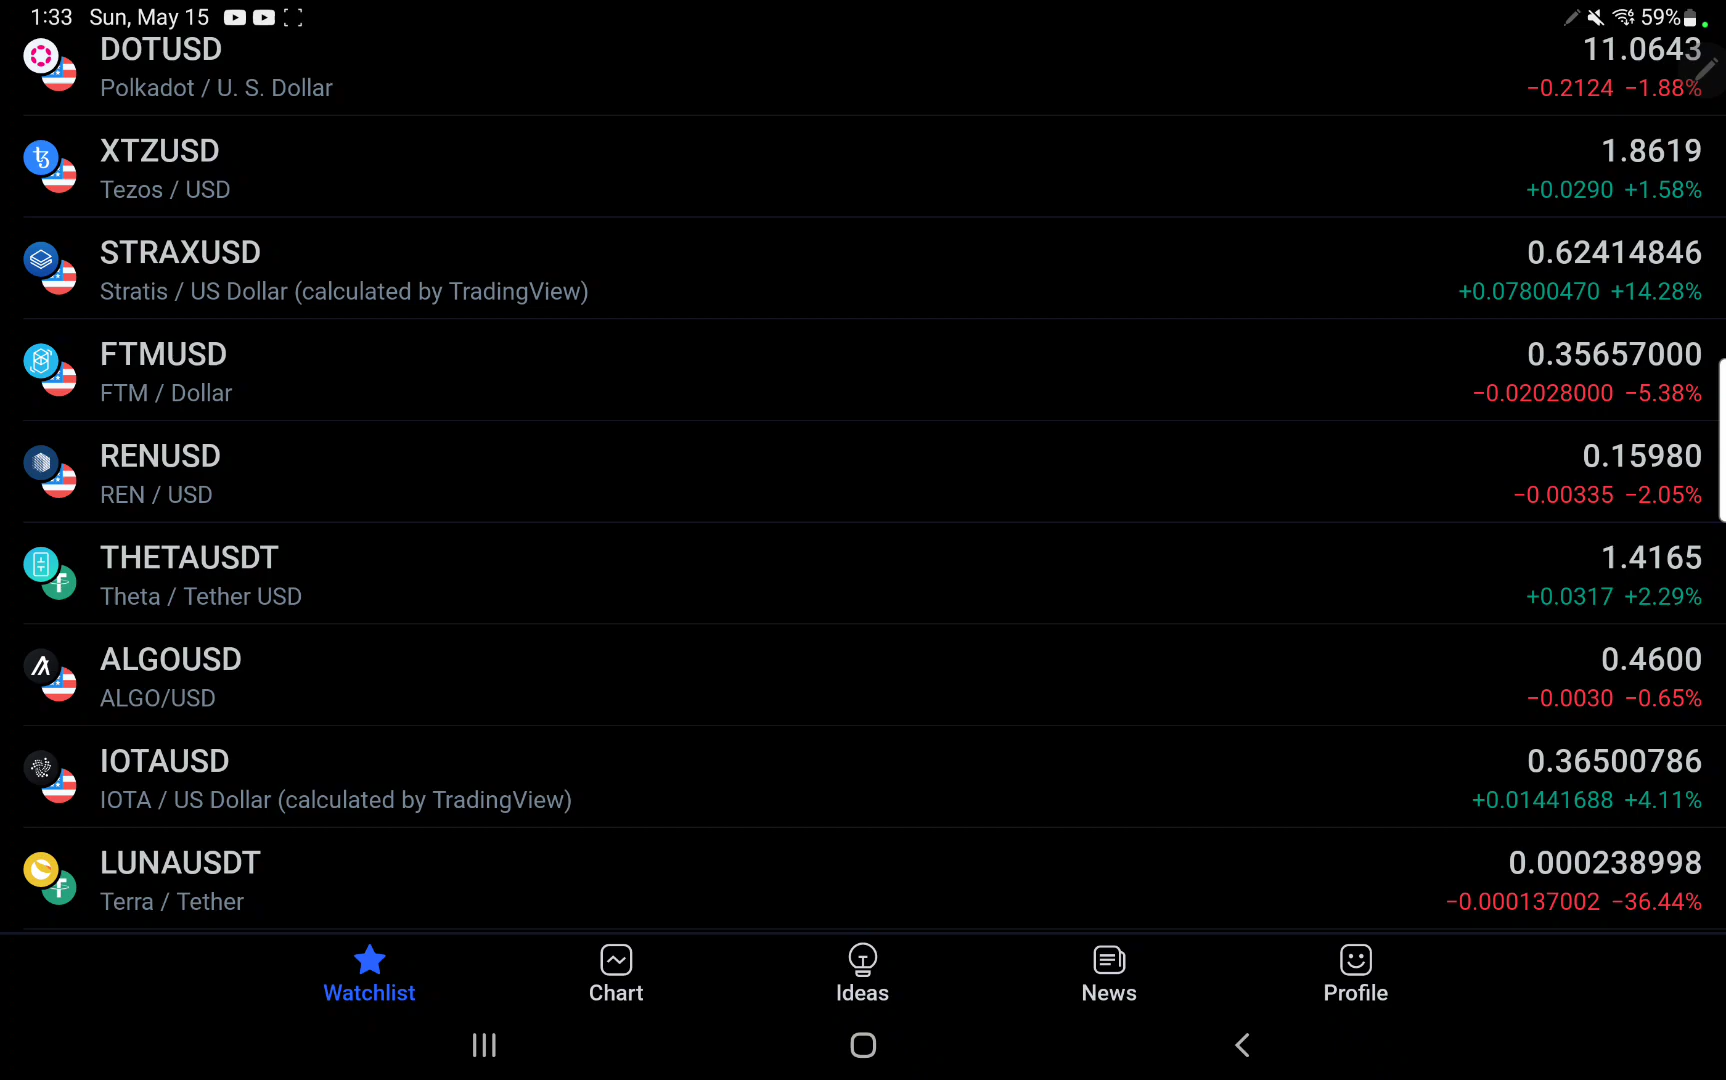 1:33 Sun, May 15 59%
DOTUSD 11.0643
Polkadot / U. S. Dollar −0.2124 −1.88%
XTZUSD 1.8619
Tezos / USD +0.0290 +1.58%
STRAXUSD 0.62414846
Stratis / US Dollar (calculated by TradingView) +0.07800470 +14.28%
FTMUSD 0.35657000
FTM / Dollar −0.02028000 −5.38%
RENUSD 0.15980
REN / USD −0.00335 −2.05%
THETAUSDT 1.4165
Theta / Tether USD +0.0317 +2.29%
ALGOUSD 0.4600
ALGO/USD −0.0030 −0.65%
IOTAUSD 0.36500786
IOTA / US Dollar (calculated by TradingView) +0.01441688 +4.11%
LUNAUSDT 0.000238998
Terra / Tether −0.000137002 −36.44%
Watchlist Chart Ideas News Profile